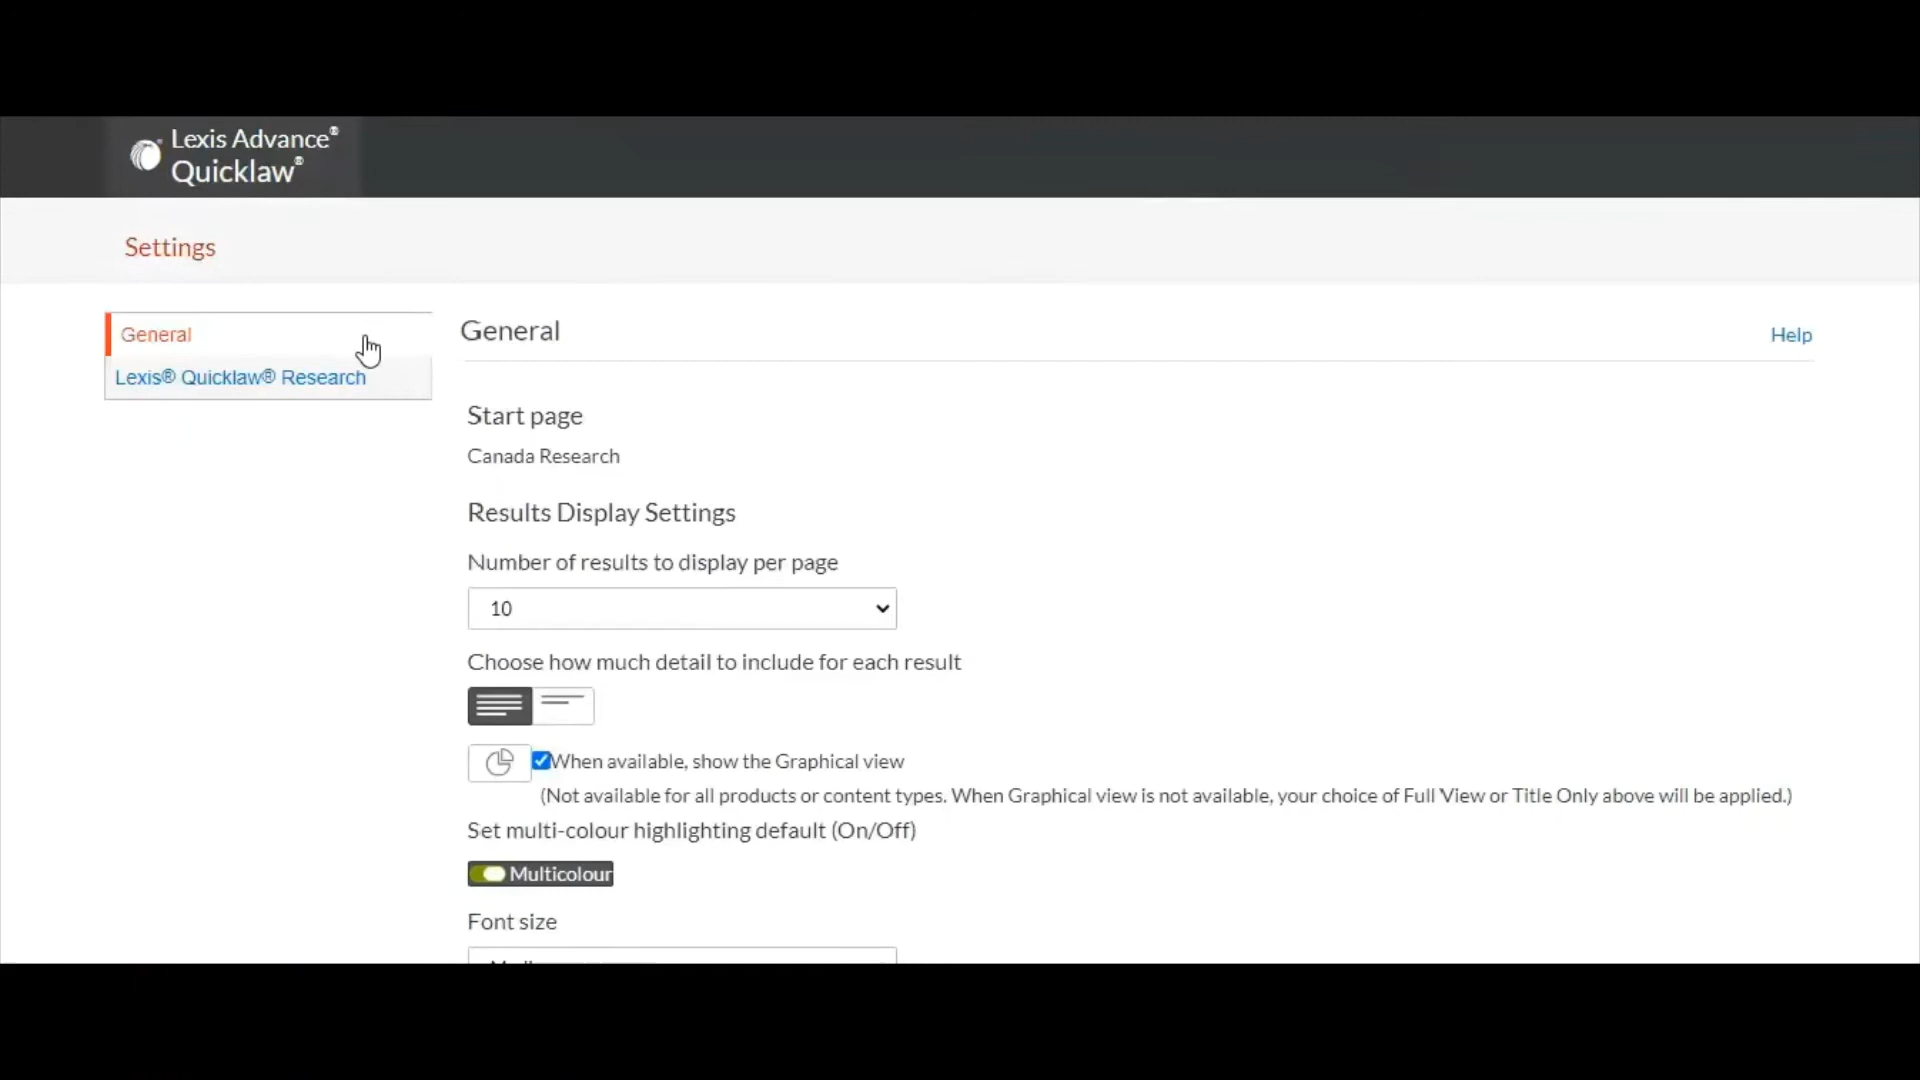 Lexis Advance®
Quicklaw®
Settings
General
Lexis® Quicklaw® Research
General
Help
Start page
Canada Research
Results Display Settings
Number of results to display per page
10
Choose how much detail to include for each result
When available, show the Graphical view
(Not available for all products or content types. When Graphical view is not available, your choice of Full View or Title Only above will be applied.)
Set multi-colour highlighting default (On/Off)
Multicolour
Font size